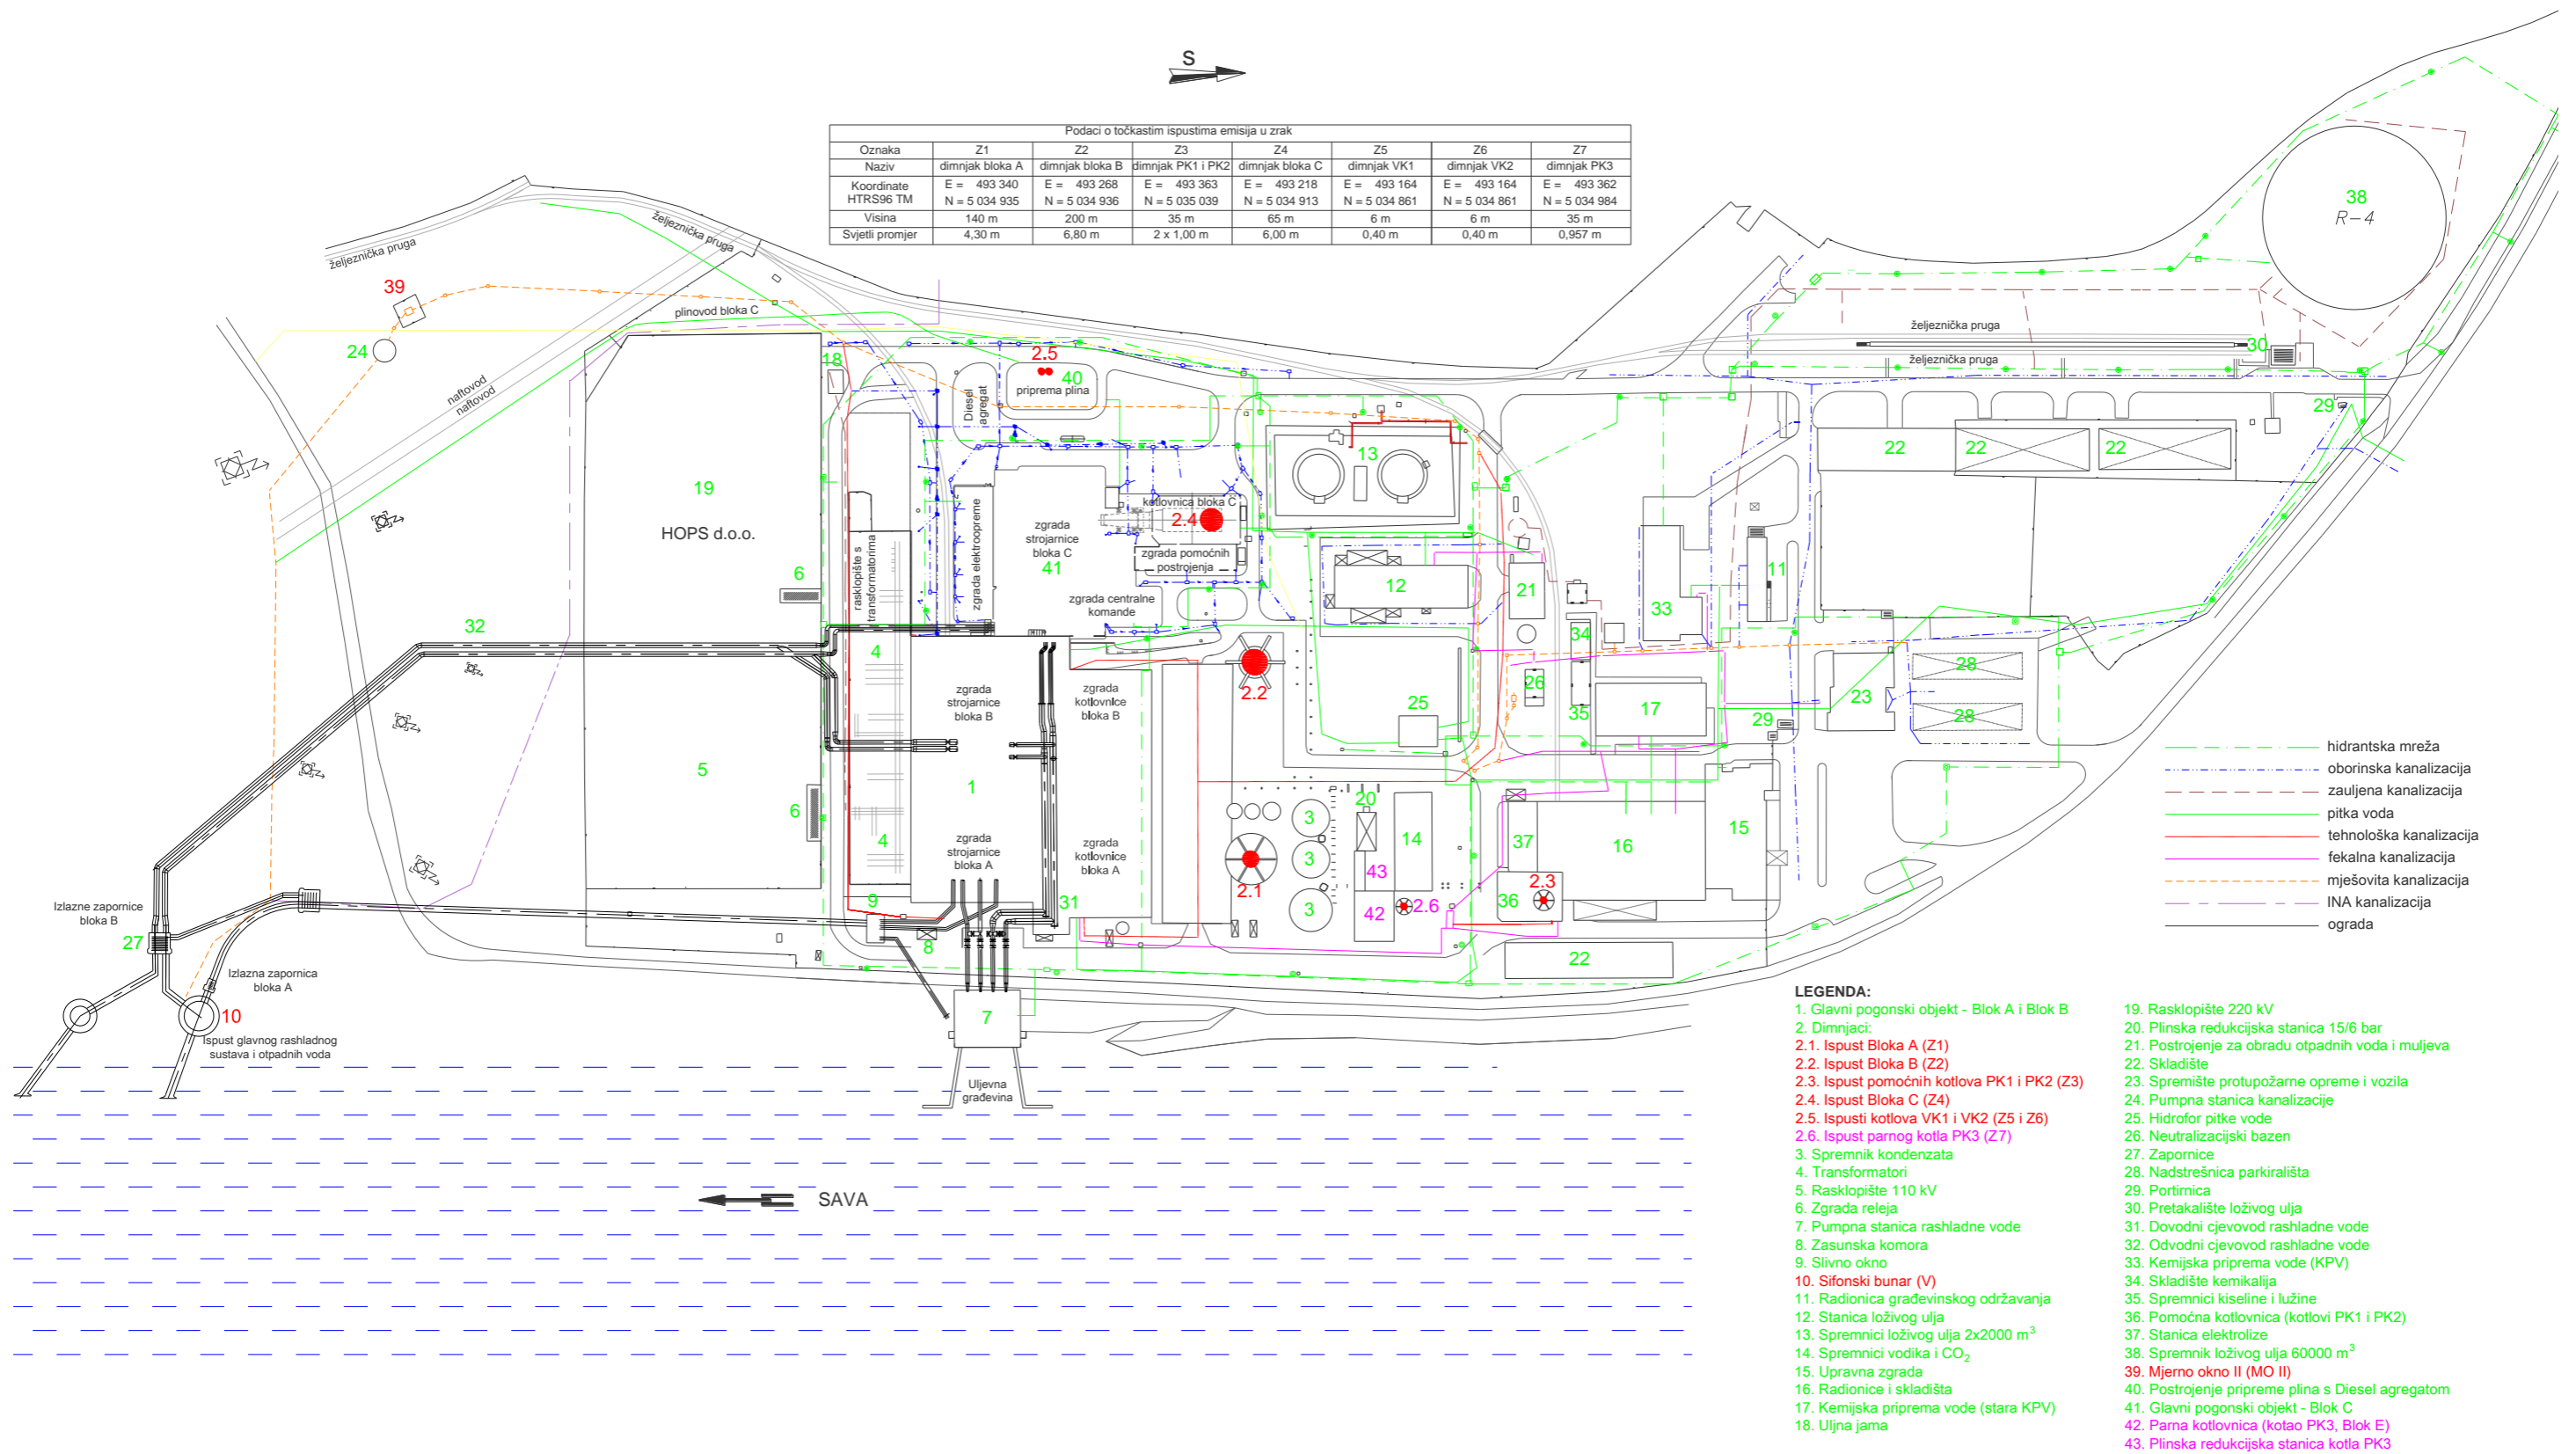 S
Podaci o točkastim ispustima emisija u zrak
Oznaka Z1 Z2 Z3 Z4 Z5 Z6 Z7
Naziv dimnjak bloka A dimnjak bloka B dimnjak PK1 i PK2 dimnjak bloka C dimnjak VK1 dimnjak VK2 dimnjak PK3
Koordinate E = 493 340 E = 493 268 E = 493 363 E = 493 218 E = 493 164 E = 493 164 E = 493 362
HTRS96 TM N = 5 034 935 N = 5 034 936 N = 5 035 039 N = 5 034 913 N = 5 034 861 N = 5 034 861 N = 5 034 984
Visina 140 m 200 m 35 m 65 m 6 m 6 m 35 m
Svjetli promjer 4,30 m 6,80 m 2 x 1,00 m 6,00 m 0,40 m 0,40 m 0,957 m
38
R-4
željeznička pruga
željeznička pruga
39
plinovod bloka C
24
naftovod
naftovod
željeznička pruga
željeznička pruga
30
18
2.5
40
priprema plina
Diesel
agregat
29
13
22
22
22
19
HOPS d.o.o.
kotlovnica bloka C
2.4
zgrada
strojarnice
bloka C
41
zgrada pomoćnih
postrojenja
zgrada elektroopreme
rasklopište s
transformatorima
6
12
21
11
33
zgrada centralne
komande
32
34
4
2.2
zgrada
strojarnice
bloka B
zgrada
kotlovnice
bloka B
28
26
23
25
35
17
29
28
5
1
6
20
3
4
zgrada
strojarnice
bloka A
zgrada
kotlovnice
bloka A
3
14
37
16
15
2.1
43
2.3
9
31
3
42
2.6
36
8
22
Izlazne zapornice
bloka B
27
Izlazna zapornica
bloka A
10
7
Ispust glavnog rashladnog
sustava i otpadnih voda
Uljevna
građevina
SAVA
hidrantska mreža
oborinska kanalizacija
zauljena kanalizacija
pitka voda
tehnološka kanalizacija
fekalna kanalizacija
mješovita kanalizacija
INA kanalizacija
ograda
LEGENDA:
1. Glavni pogonski objekt - Blok A i Blok B
2. Dimnjaci:
2.1. Ispust Bloka A (Z1)
2.2. Ispust Bloka B (Z2)
2.3. Ispust pomoćnih kotlova PK1 i PK2 (Z3)
2.4. Ispust Bloka C (Z4)
2.5. Ispusti kotlova VK1 i VK2 (Z5 i Z6)
2.6. Ispust parnog kotla PK3 (Z7)
3. Spremnik kondenzata
4. Transformatori
5. Rasklopište 110 kV
6. Zgrada releja
7. Pumpna stanica rashladne vode
8. Zasunska komora
9. Slivno okno
10. Sifonski bunar (V)
11. Radionica građevinskog održavanja
12. Stanica loživog ulja
13. Spremnici loživog ulja 2x2000 m³
14. Spremnici vodika i CO₂
15. Upravna zgrada
16. Radionice i skladišta
17. Kemijska priprema vode (stara KPV)
18. Uljna jama
19. Rasklopište 220 kV
20. Plinska redukcijska stanica 15/6 bar
21. Postrojenje za obradu otpadnih voda i muljeva
22. Skladište
23. Spremište protupožarne opreme i vozila
24. Pumpna stanica kanalizacije
25. Hidrofor pitke vode
26. Neutralizacijski bazen
27. Zapornice
28. Nadstrešnica parkirališta
29. Portirnica
30. Pretakalište loživog ulja
31. Dovodni cjevovod rashladne vode
32. Odvodni cjevovod rashladne vode
33. Kemijska priprema vode (KPV)
34. Skladište kemikalija
35. Spremnici kiseline i lužine
36. Pomoćna kotlovnica (kotlovi PK1 i PK2)
37. Stanica elektrolize
38. Spremnik loživog ulja 60000 m³
39. Mjerno okno II (MO II)
40. Postrojenje pripreme plina s Diesel agregatom
41. Glavni pogonski objekt - Blok C
42. Parna kotlovnica (kotao PK3, Blok E)
43. Plinska redukcijska stanica kotla PK3